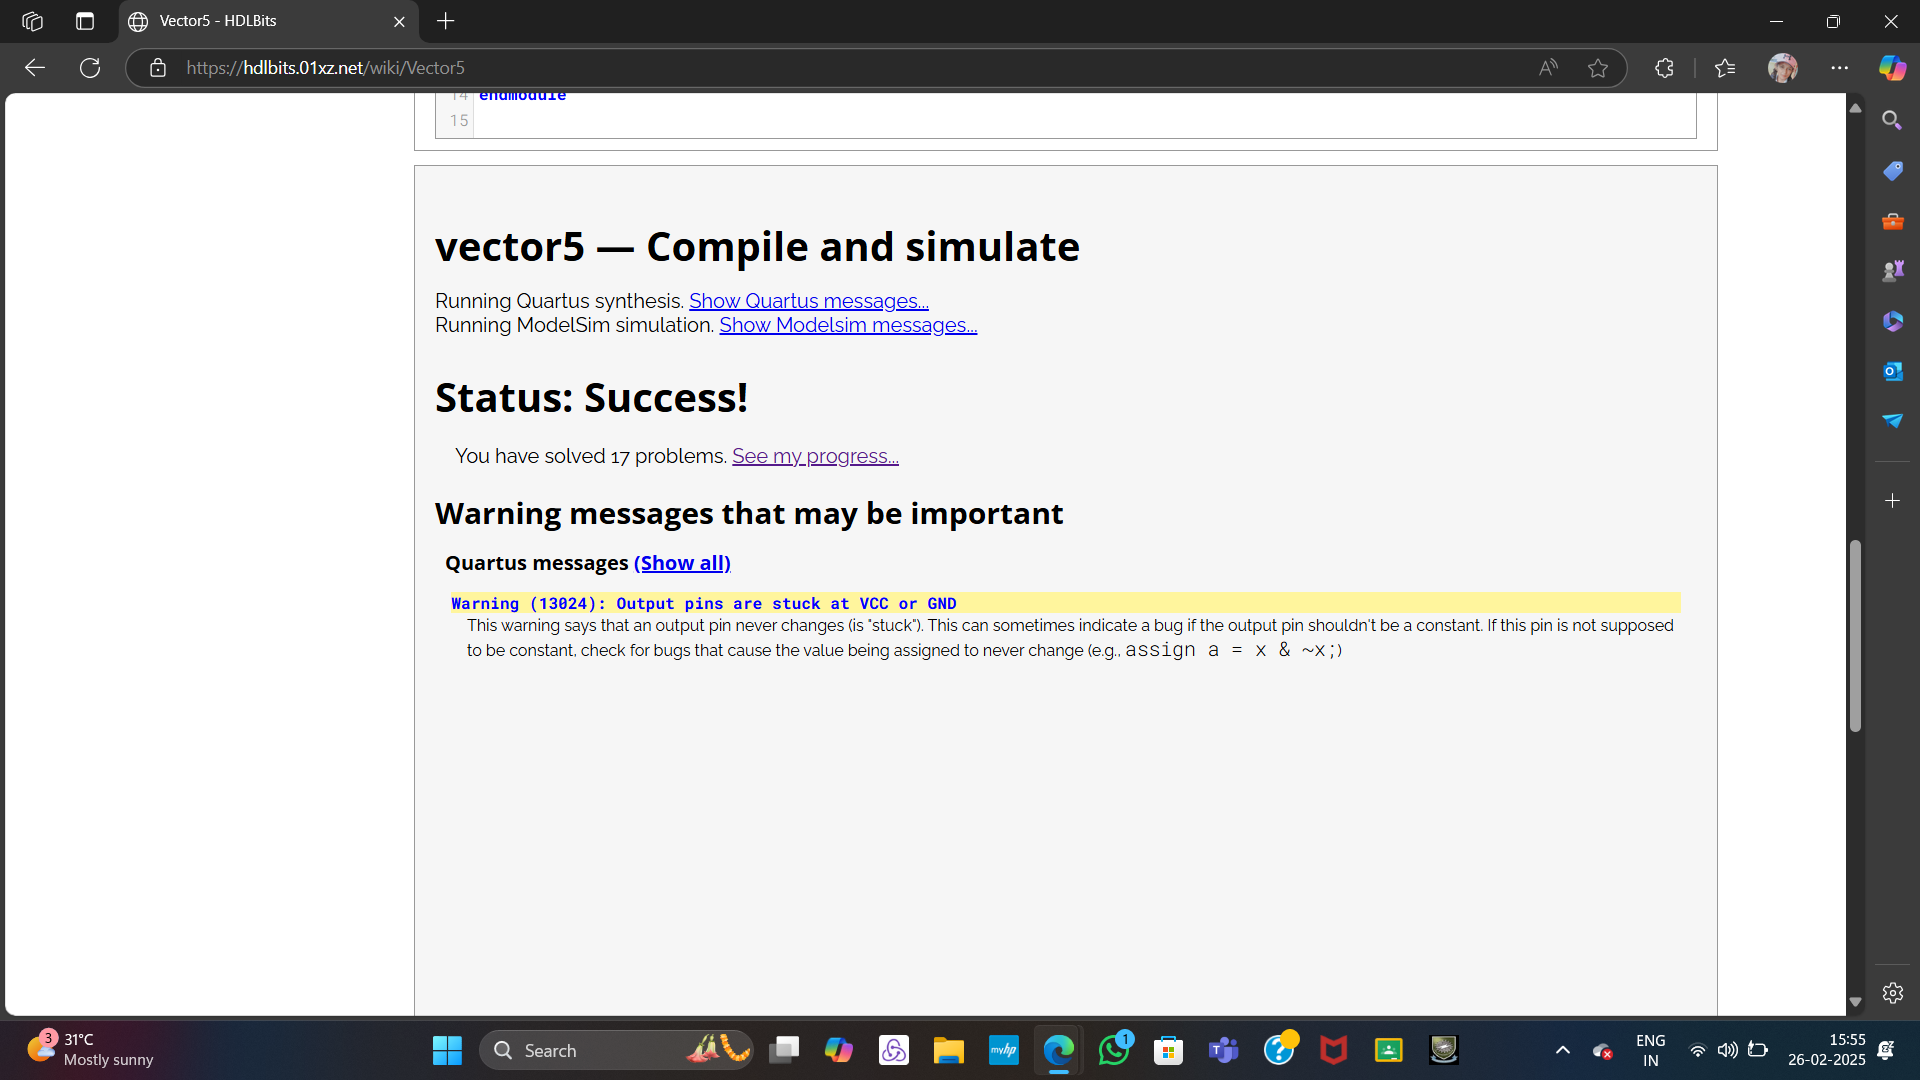 Vector5 - HDLBits
https://hdlbits.01xz.net/wiki/Vector5
14 endmodule
15
vector5 — Compile and simulate
Running Quartus synthesis. Show Quartus messages...
Running ModelSim simulation. Show Modelsim messages...
Status: Success!
You have solved 17 problems. See my progress...
Warning messages that may be important
Quartus messages (Show all)
Warning (13024): Output pins are stuck at VCC or GND
This warning says that an output pin never changes (is "stuck"). This can sometimes indicate a bug if the output pin shouldn't be a constant. If this pin is not supposed
to be constant, check for bugs that cause the value being assigned to never change (e.g., assign a = x & ~x;)
3
31°C
Mostly sunny
Search
myhp
1
ENG
IN
15:55
26-02-2025